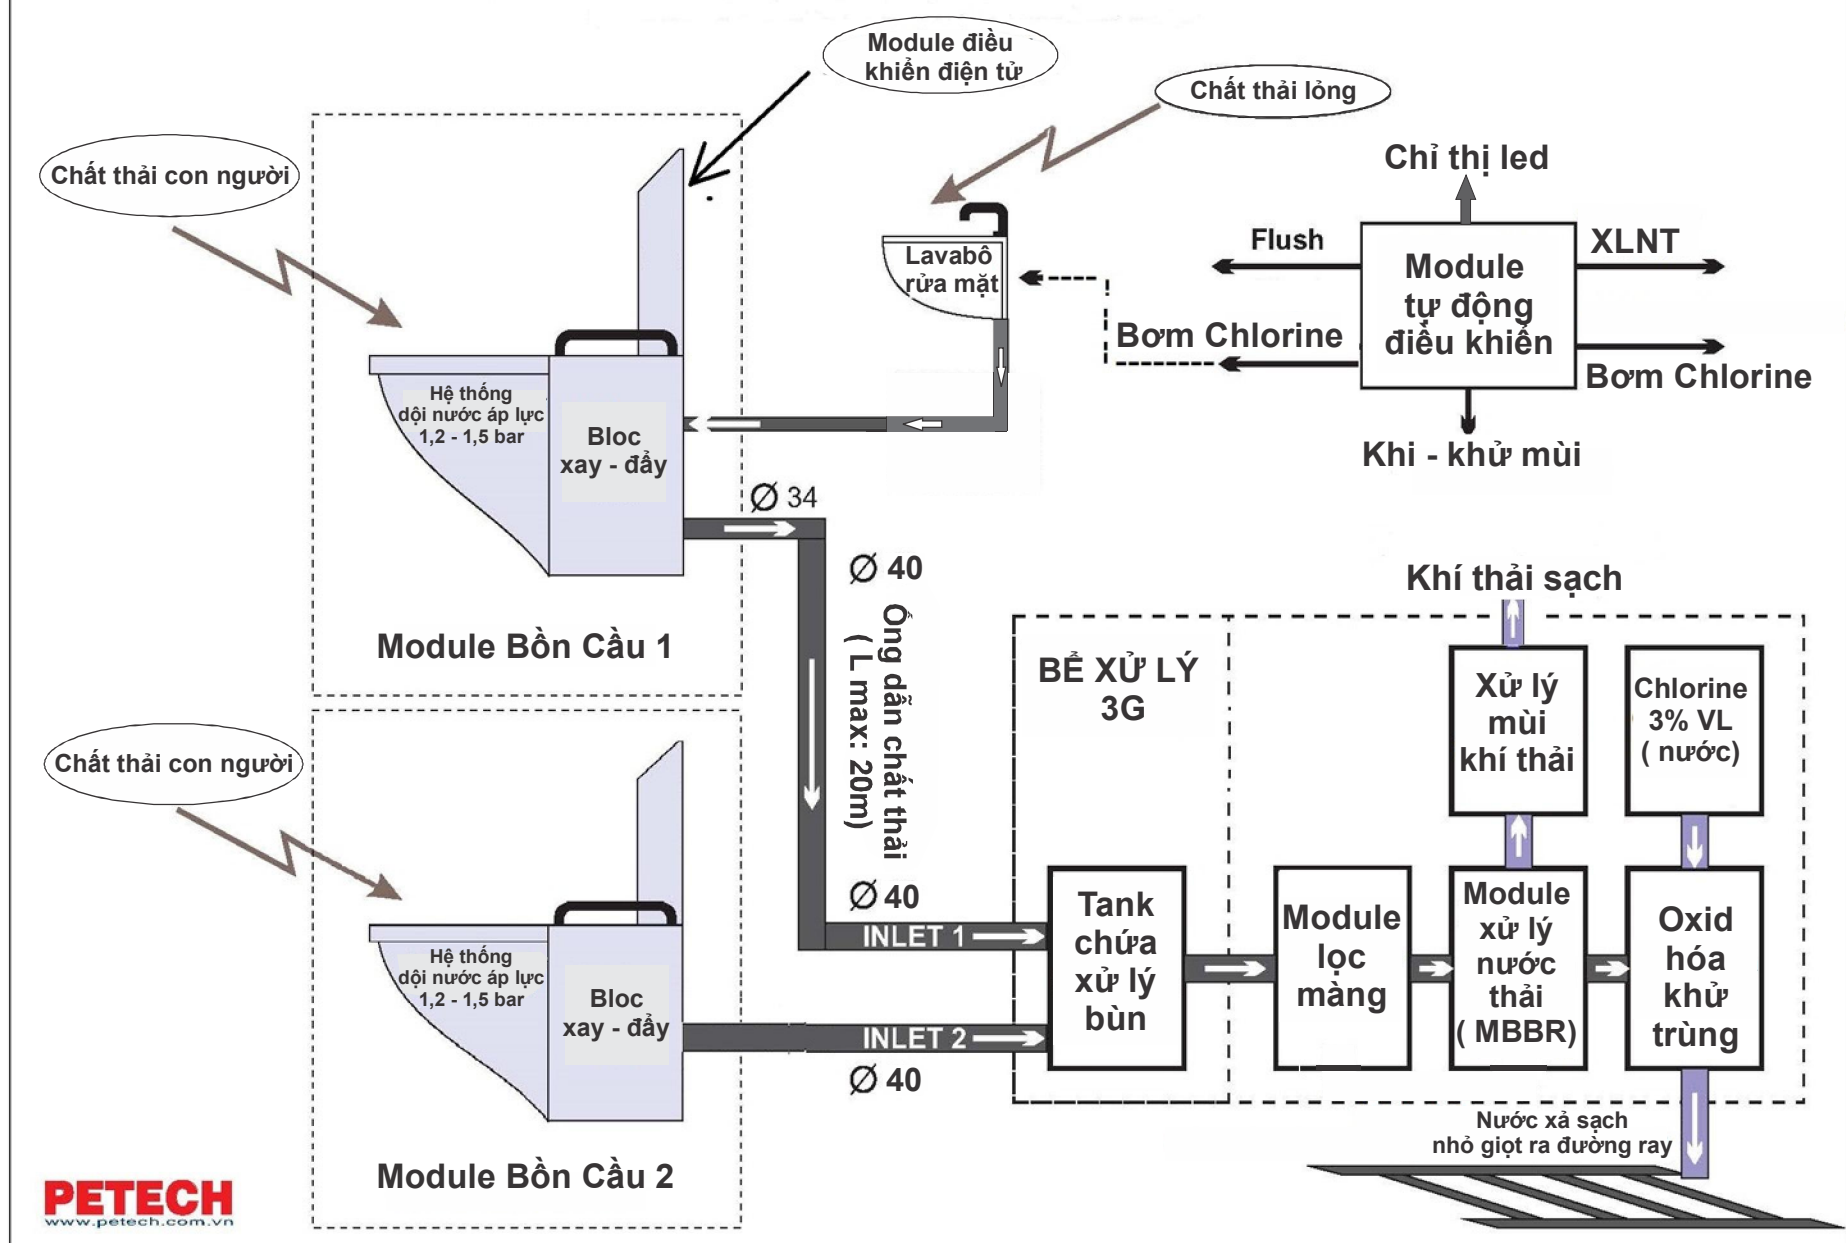 Module điều
khiển điện tử
Chất thải lỏng
Chất thải con người
Chỉ thị led
Flush
XLNT
Module
tự động
điều khiển
Bơm Chlorine
Bơm Chlorine
Khi - khử mùi
Lavabô
rửa mặt
Hệ thống
dội nước áp lực
1,2 - 1,5 bar
Bloc
xay - đẩy
Ø 34
Ø 40
Module Bồn Cầu 1
Ống dẫn chất thải
( L max: 20m)
Khí thải sạch
BỂ XỬ LÝ
3G
Xử lý
mùi
khí thải
Chlorine
3% VL
( nước)
Chất thải con người
Ø 40
INLET 1
Tank
chứa
xử lý
bùn
Module
lọc
màng
Module
xử lý
nước
thải
( MBBR)
Oxid
hóa
khử
trùng
Hệ thống
dội nước áp lực
1,2 - 1,5 bar
Bloc
xay - đẩy
INLET 2
Ø 40
Module Bồn Cầu 2
Nước xả sạch
nhỏ giọt ra đường ray
PETECH
www.petech.com.vn